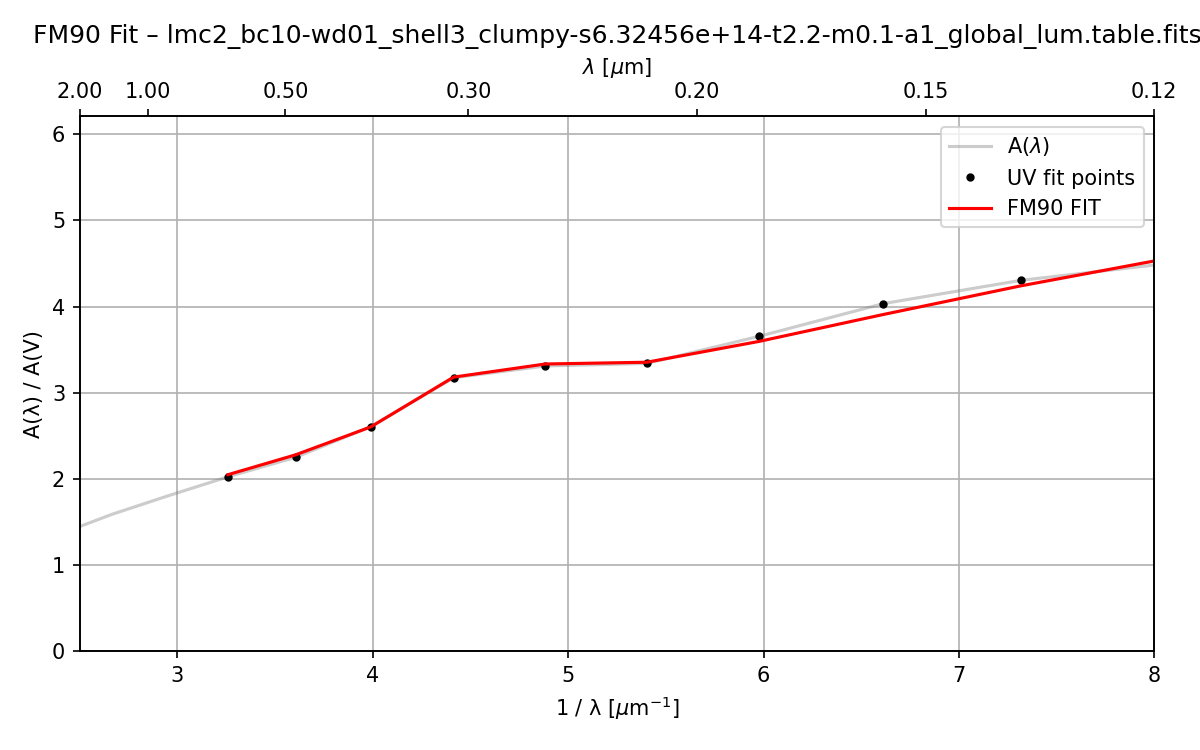 FM90 Fit – lmc2_bc10-wd01_shell3_clumpy-s6.32456e+14-t2.2-m0.1-a1_global_lum.table.fits
λ [μm]
2.00 1.00 0.50 0.30 0.20 0.15 0.12
A(λ)
UV fit points
FM90 FIT
A(λ) / A(V)
6
5
4
3
2
1
0
3 4 5 6 7 8
1 / λ [μm⁻¹]